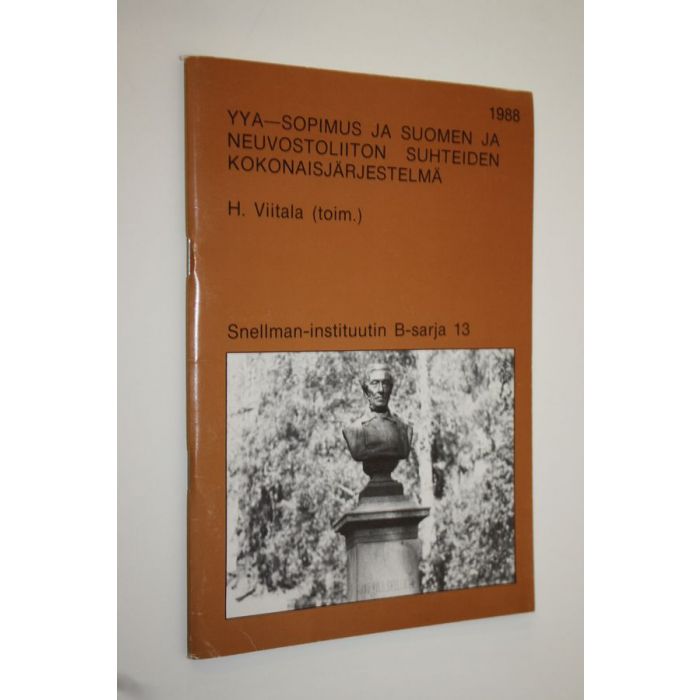 1988
YYA—SOPIMUS JA SUOMEN JA
NEUVOSTOLIITON SUHTEIDEN
KOKONAISJÄRJESTELMÄ
H. Viitala (toim.)
Snellman-instituutin B-sarja 13